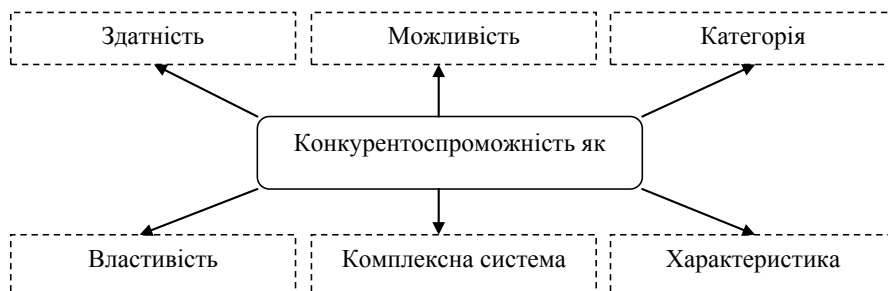 Здатність
Можливість
Категорія
Конкурентоспроможність як
Властивість
Комплексна система
Характеристика